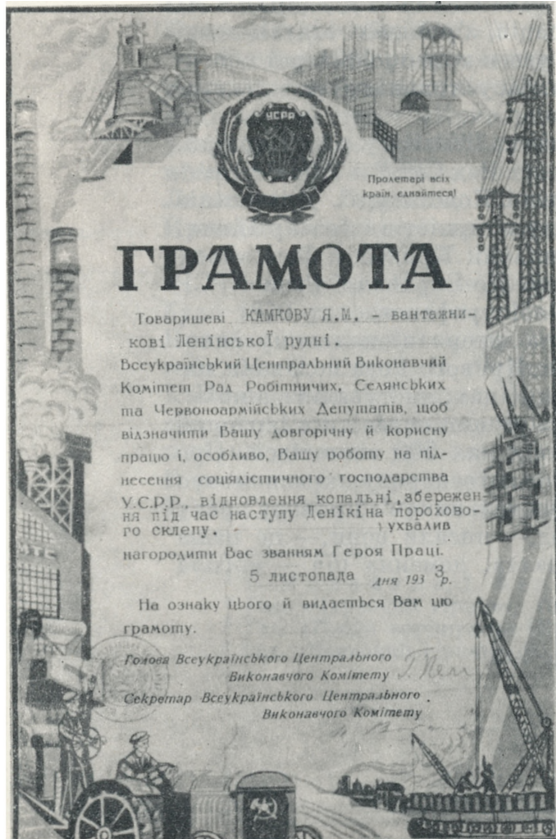 УСРР
Пролетарі всіх
країн, єднайтеся!
ГРАМОТА
Товаришеві КАМКОВУ Я.М. - вантажни-
кові Ленінської рудні.
Всеукраїнський Центральний Виконавчий
Комітет Рад Робітничих, Селянських
та Червоноармійських Депутатів, щоб
відзначити Вашу довгорічну й корисну
працю і, особливо, Вашу роботу на під-
несення соціялістичного господарства
У.С.Р.Р., відновлення копальні, збережен-
ня під час наступу Денікіна порохово-
го склепу. - ухвалив
нагородити Вас званням Героя Праці.
5 листопада дня 1933 р.
На ознаку цього й видається Вам цю
грамоту.
Голова Всеукраїнського Центрального
Виконавчого Комітету
Секретар Всеукраїнського Центрального
Виконавчого Комітету
МТС